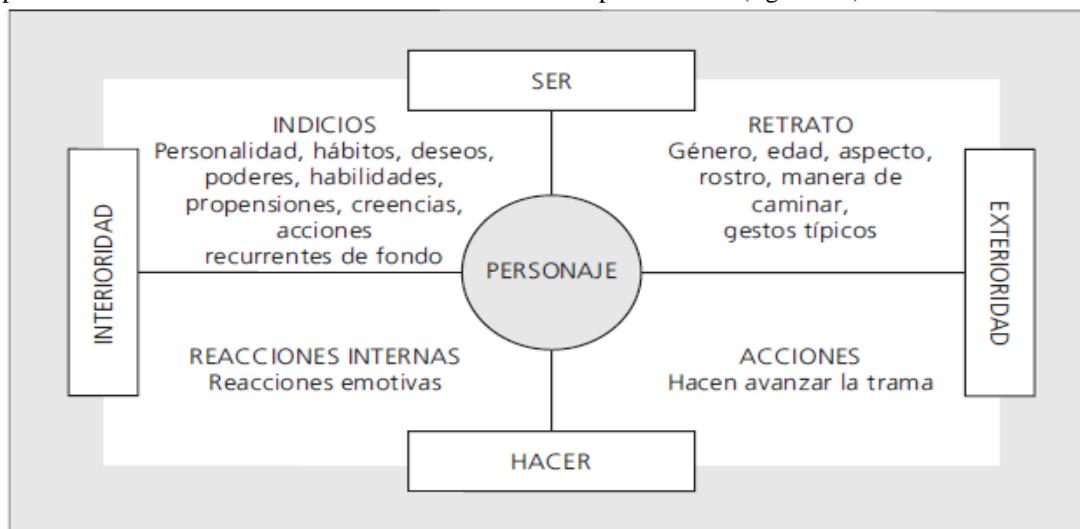 SER
INDICIOS
Personalidad, hábitos, deseos,
poderes, habilidades,
propensiones, creencias,
acciones
recurrentes de fondo
RETRATO
Género, edad, aspecto,
rostro, manera de
caminar,
gestos típicos
INTERIORIDAD
PERSONAJE
EXTERIORIDAD
REACCIONES INTERNAS
Reacciones emotivas
ACCIONES
Hacen avanzar la trama
HACER